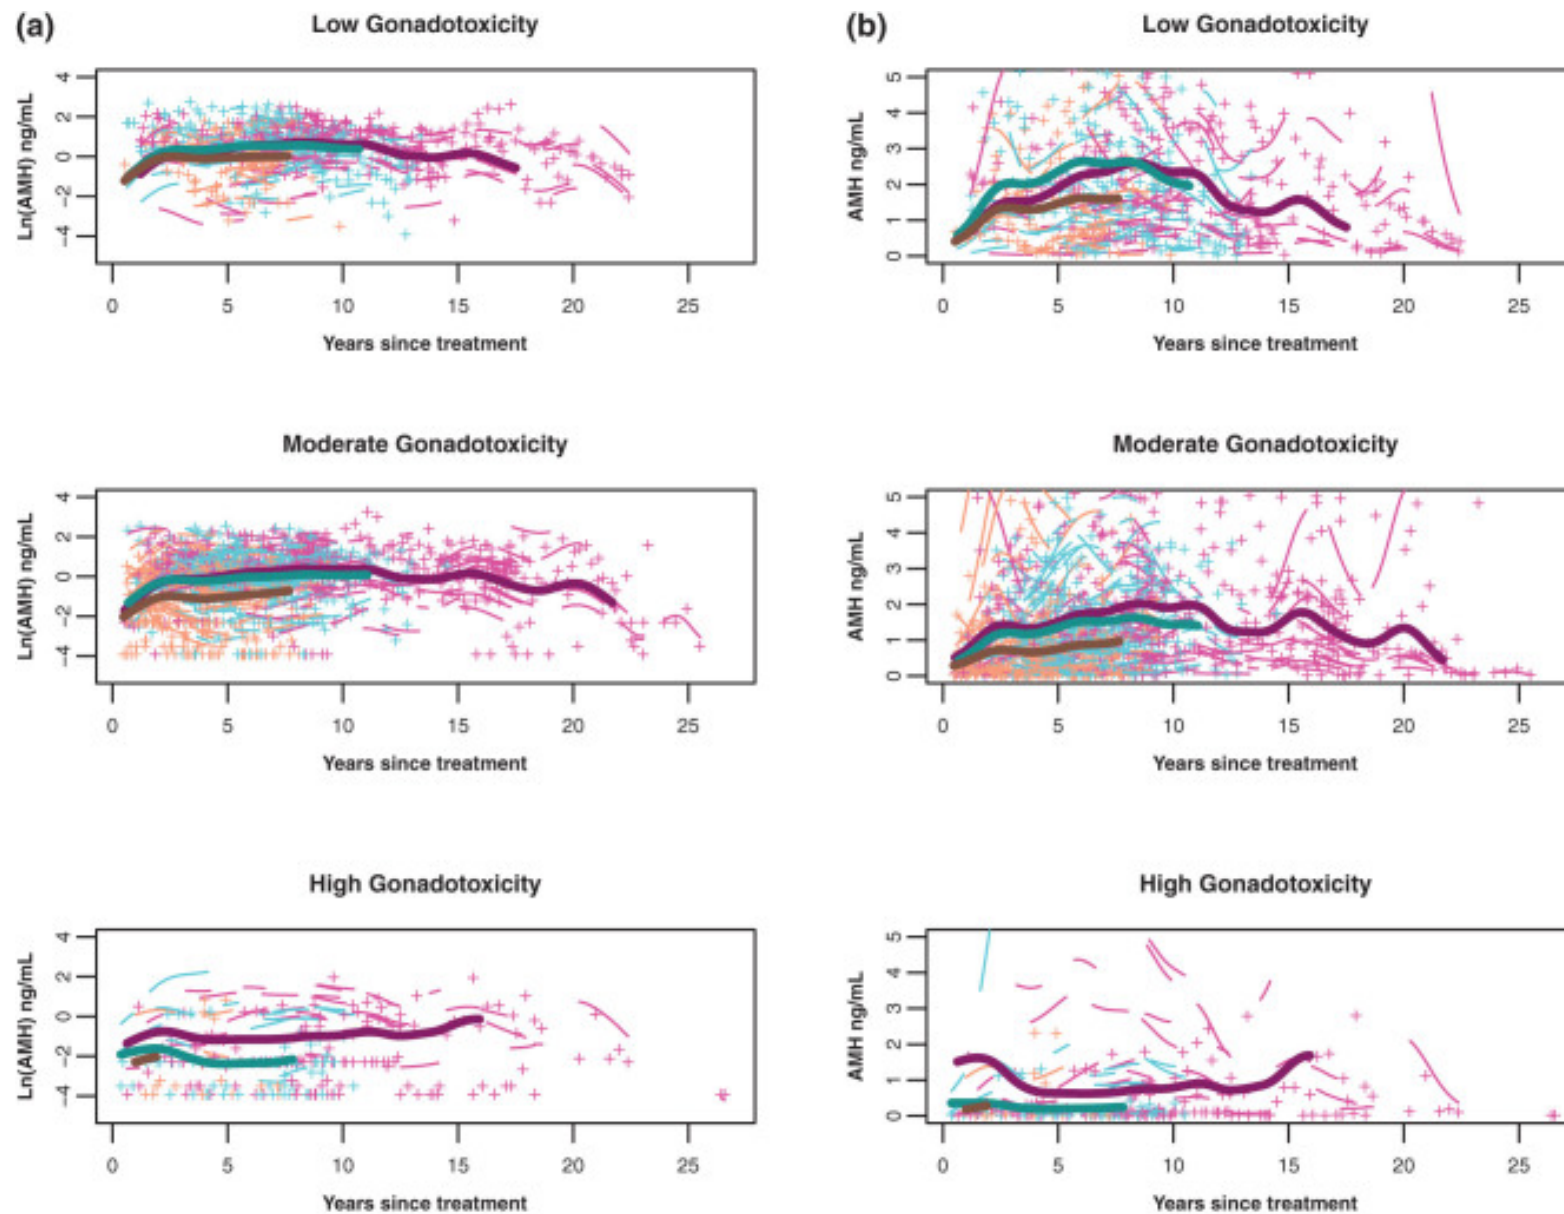 (a)
Low Gonadotoxicity
Ln(AMH) ng/mL
4
2
0
−2
−4
0 5 10 15 20 25
Years since treatment
(b)
Low Gonadotoxicity
AMH ng/mL
5
4
3
2
1
0
0 5 10 15 20 25
Years since treatment
Moderate Gonadotoxicity
Ln(AMH) ng/mL
4
2
0
−2
−4
0 5 10 15 20 25
Years since treatment
Moderate Gonadotoxicity
AMH ng/mL
5
4
3
2
1
0
0 5 10 15 20 25
Years since treatment
High Gonadotoxicity
Ln(AMH) ng/mL
4
2
0
−2
−4
0 5 10 15 20 25
Years since treatment
High Gonadotoxicity
AMH ng/mL
5
4
3
2
1
0
0 5 10 15 20 25
Years since treatment